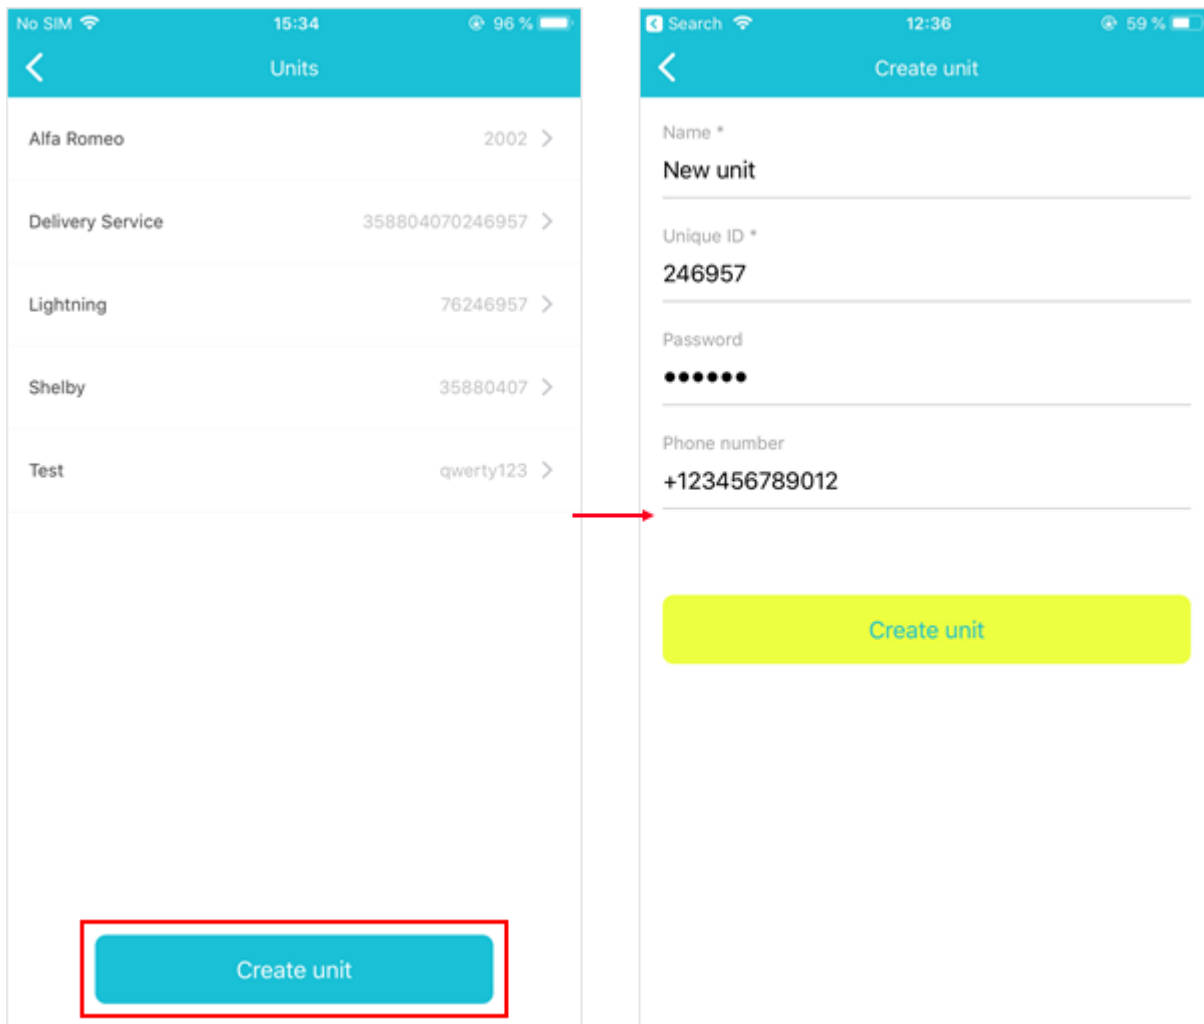 No SIM 15:34 96 %
Units
Alfa Romeo 2002
Delivery Service 358804070246957
Lightning 76246957
Shelby 35880407
Test qwerty123
Create unit
Search 12:36 59 %
Create unit
Name *
New unit
Unique ID *
246957
Password
●●●●●●
Phone number
+123456789012
Create unit